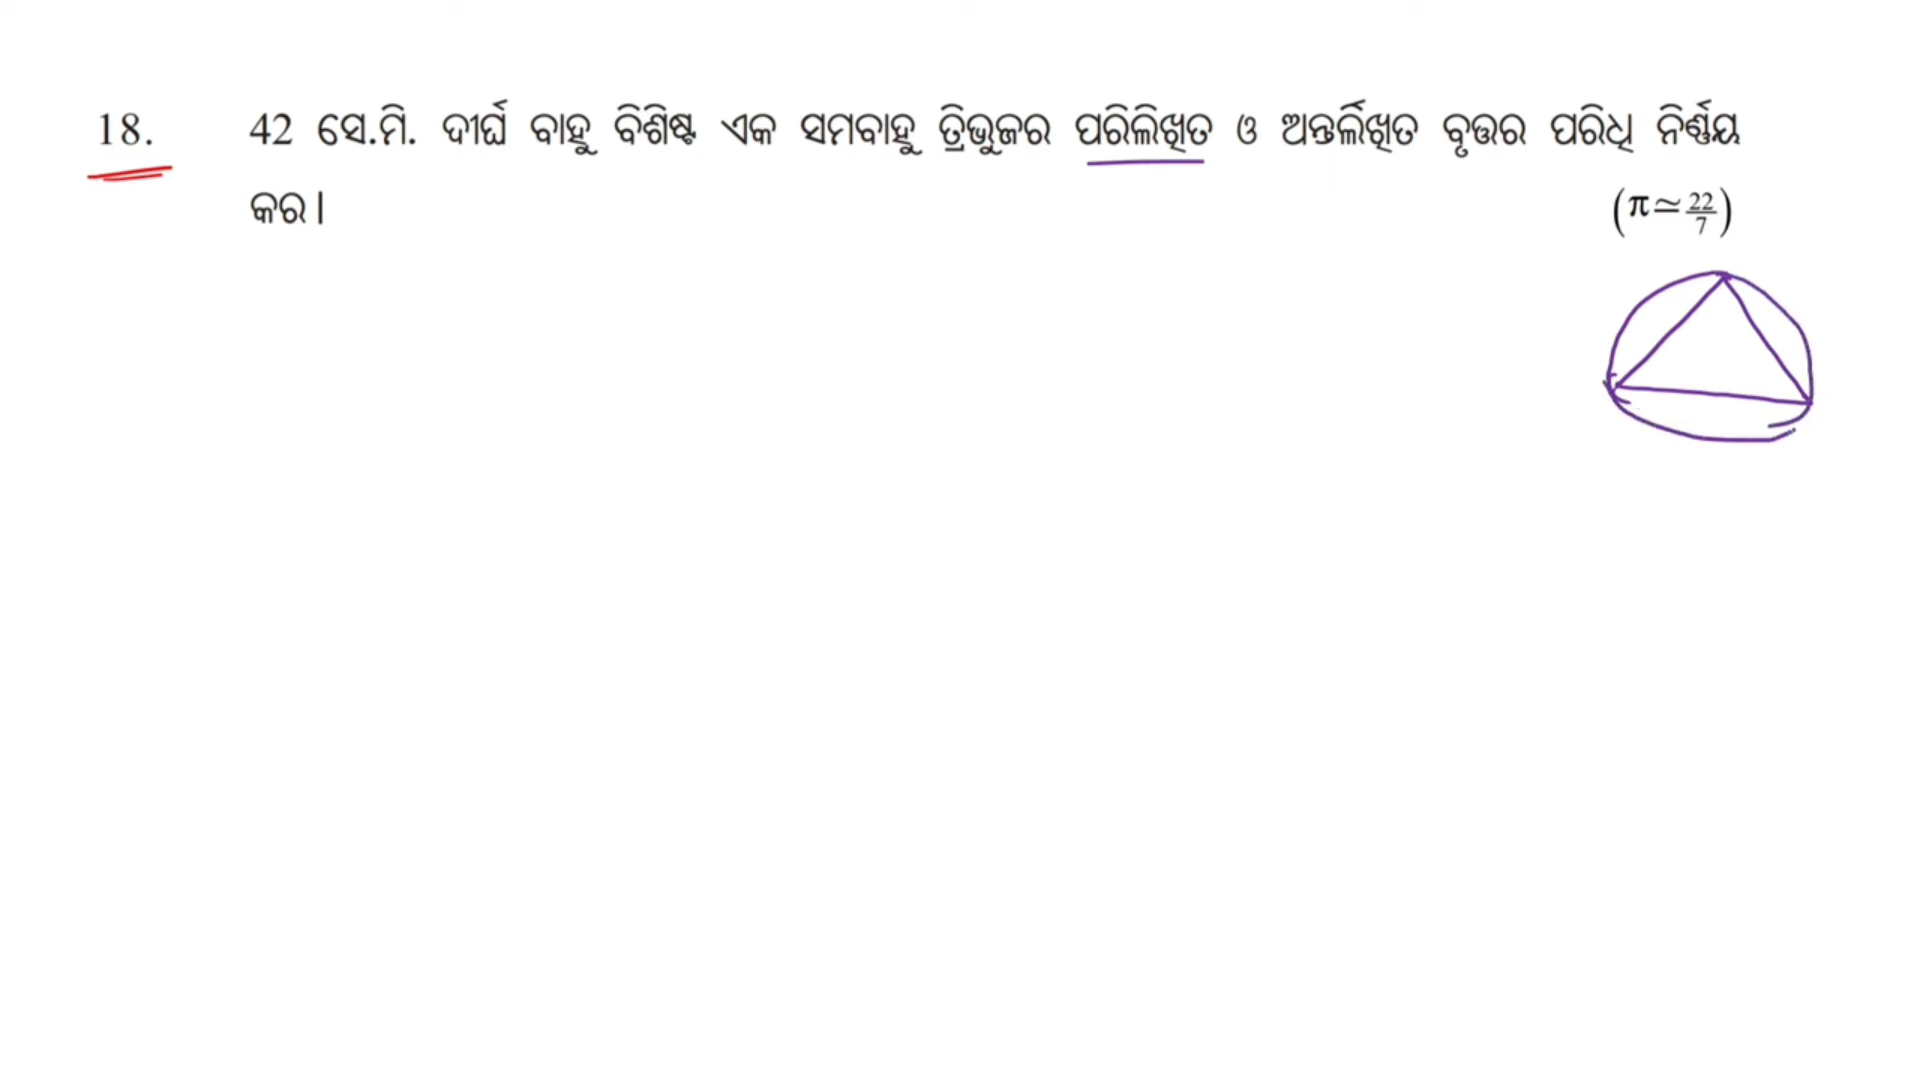 18. 42 ସେ.ମି. ଦୀର୍ଘ ବାହୁ ବିଶିଷ୍ଟ ଏକ ସମବାହୁ ତ୍ରିଭୁଜର ପରିଲିଖିତ ଓ ଅନ୍ତର୍ଲିଖିତ ବୃତ୍ତର ପରିଧି ନିର୍ଣ୍ଣୟ
କର। (π≃22/7)